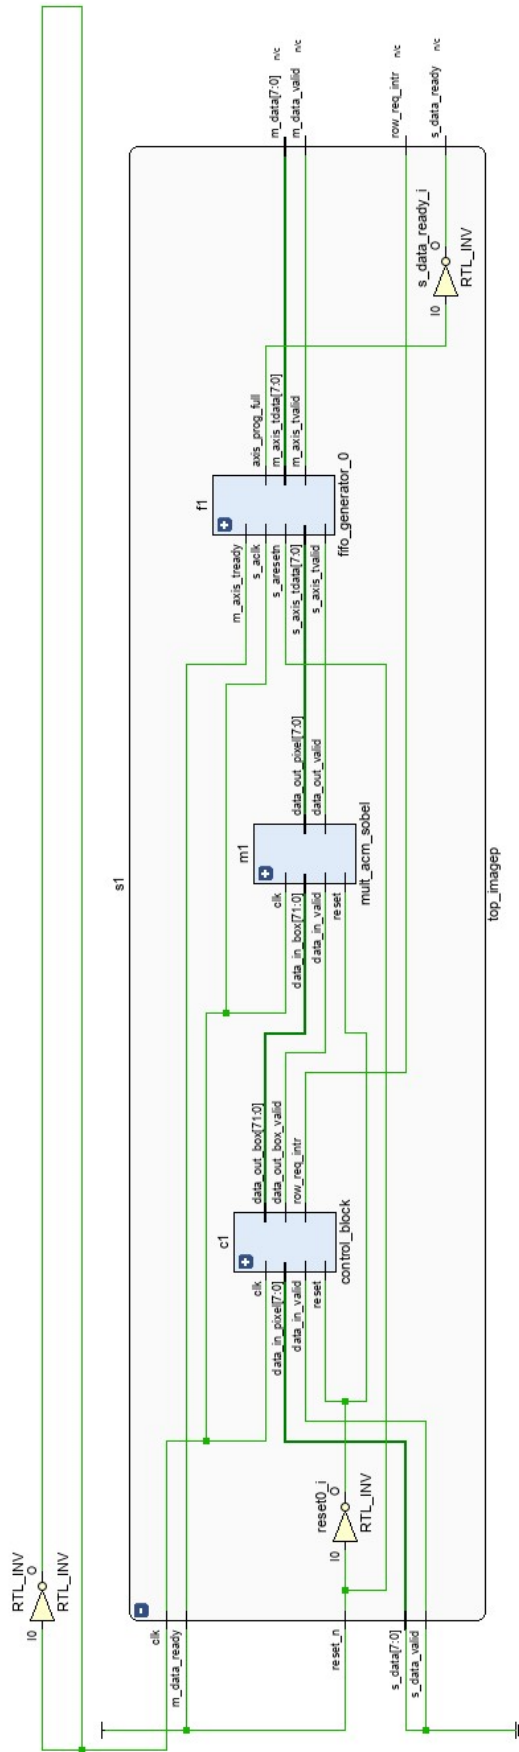 RTL_INV
I0
O
RTL_INV
s1
clk
m_data_ready
reset_n
s_data[7:0]
s_data_valid
reset0_i
I0
O
RTL_INV
c1
clk
data_in_pixel[7:0]
data_in_valid
reset
data_out_box[71:0]
data_out_box_valid
row_req_intr
control_block
m1
clk
data_in_box[71:0]
data_in_valid
reset
data_out_pixel[7:0]
data_out_valid
mult_acm_sobel
f1
m_axis_tready
s_aclk
s_aresetn
s_axis_tdata[7:0]
s_axis_tvalid
axis_prog_full
m_axis_tdata[7:0]
m_axis_tvalid
fifo_generator_0
s_data_ready_i
I0
O
RTL_INV
m_data[7:0] n/c
m_data_valid n/c
row_req_intr n/c
s_data_ready n/c
top_imagep